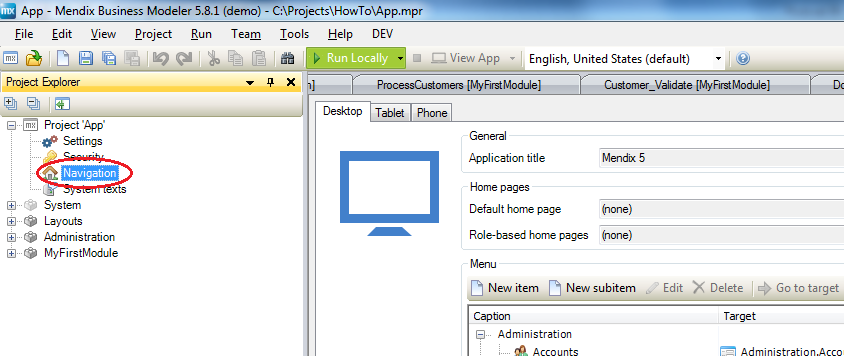 App - Mendix Business Modeler 5.8.1 (demo) - C:\Projects\HowTo\App.mpr
File Edit View Project Run Team Tools Help DEV
Run Locally View App English, United States (default)
Project Explorer
n] ProcessCustomers [MyFirstModule] Customer_Validate [MyFirstModule] Do
Project 'App'
Settings
Security
Navigation
System texts
System
Layouts
Administration
MyFirstModule
Desktop Tablet Phone
General
Application title Mendix 5
Home pages
Default home page (none)
Role-based home pages (none)
Menu
New item New subitem Edit Delete Go to target
Caption Target
Administration
Accounts Administration.Acco